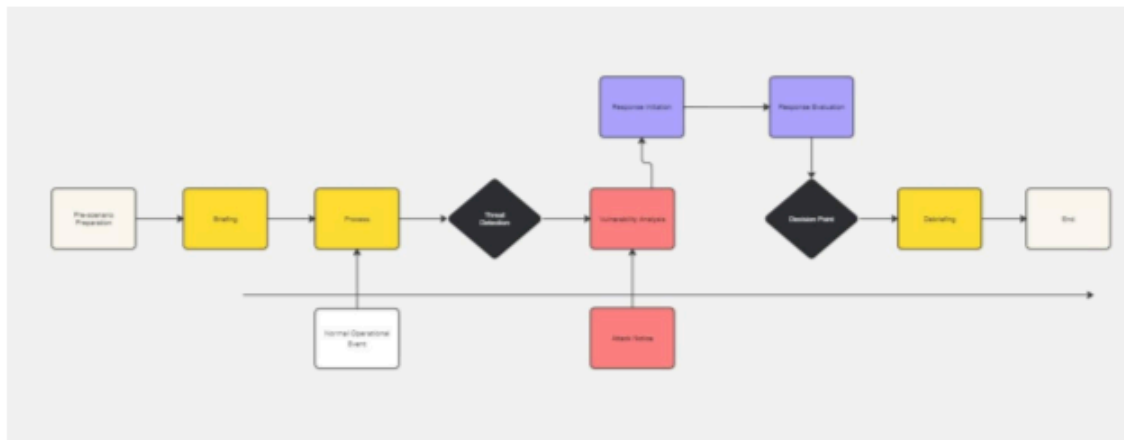 Response Initiation
Response Evaluation
Pre-scenario
Preparation
Briefing
Process
Threat
Detection
Vulnerability Analysis
Decision Point
Debriefing
End
Normal Operational
Event
Attack Notice